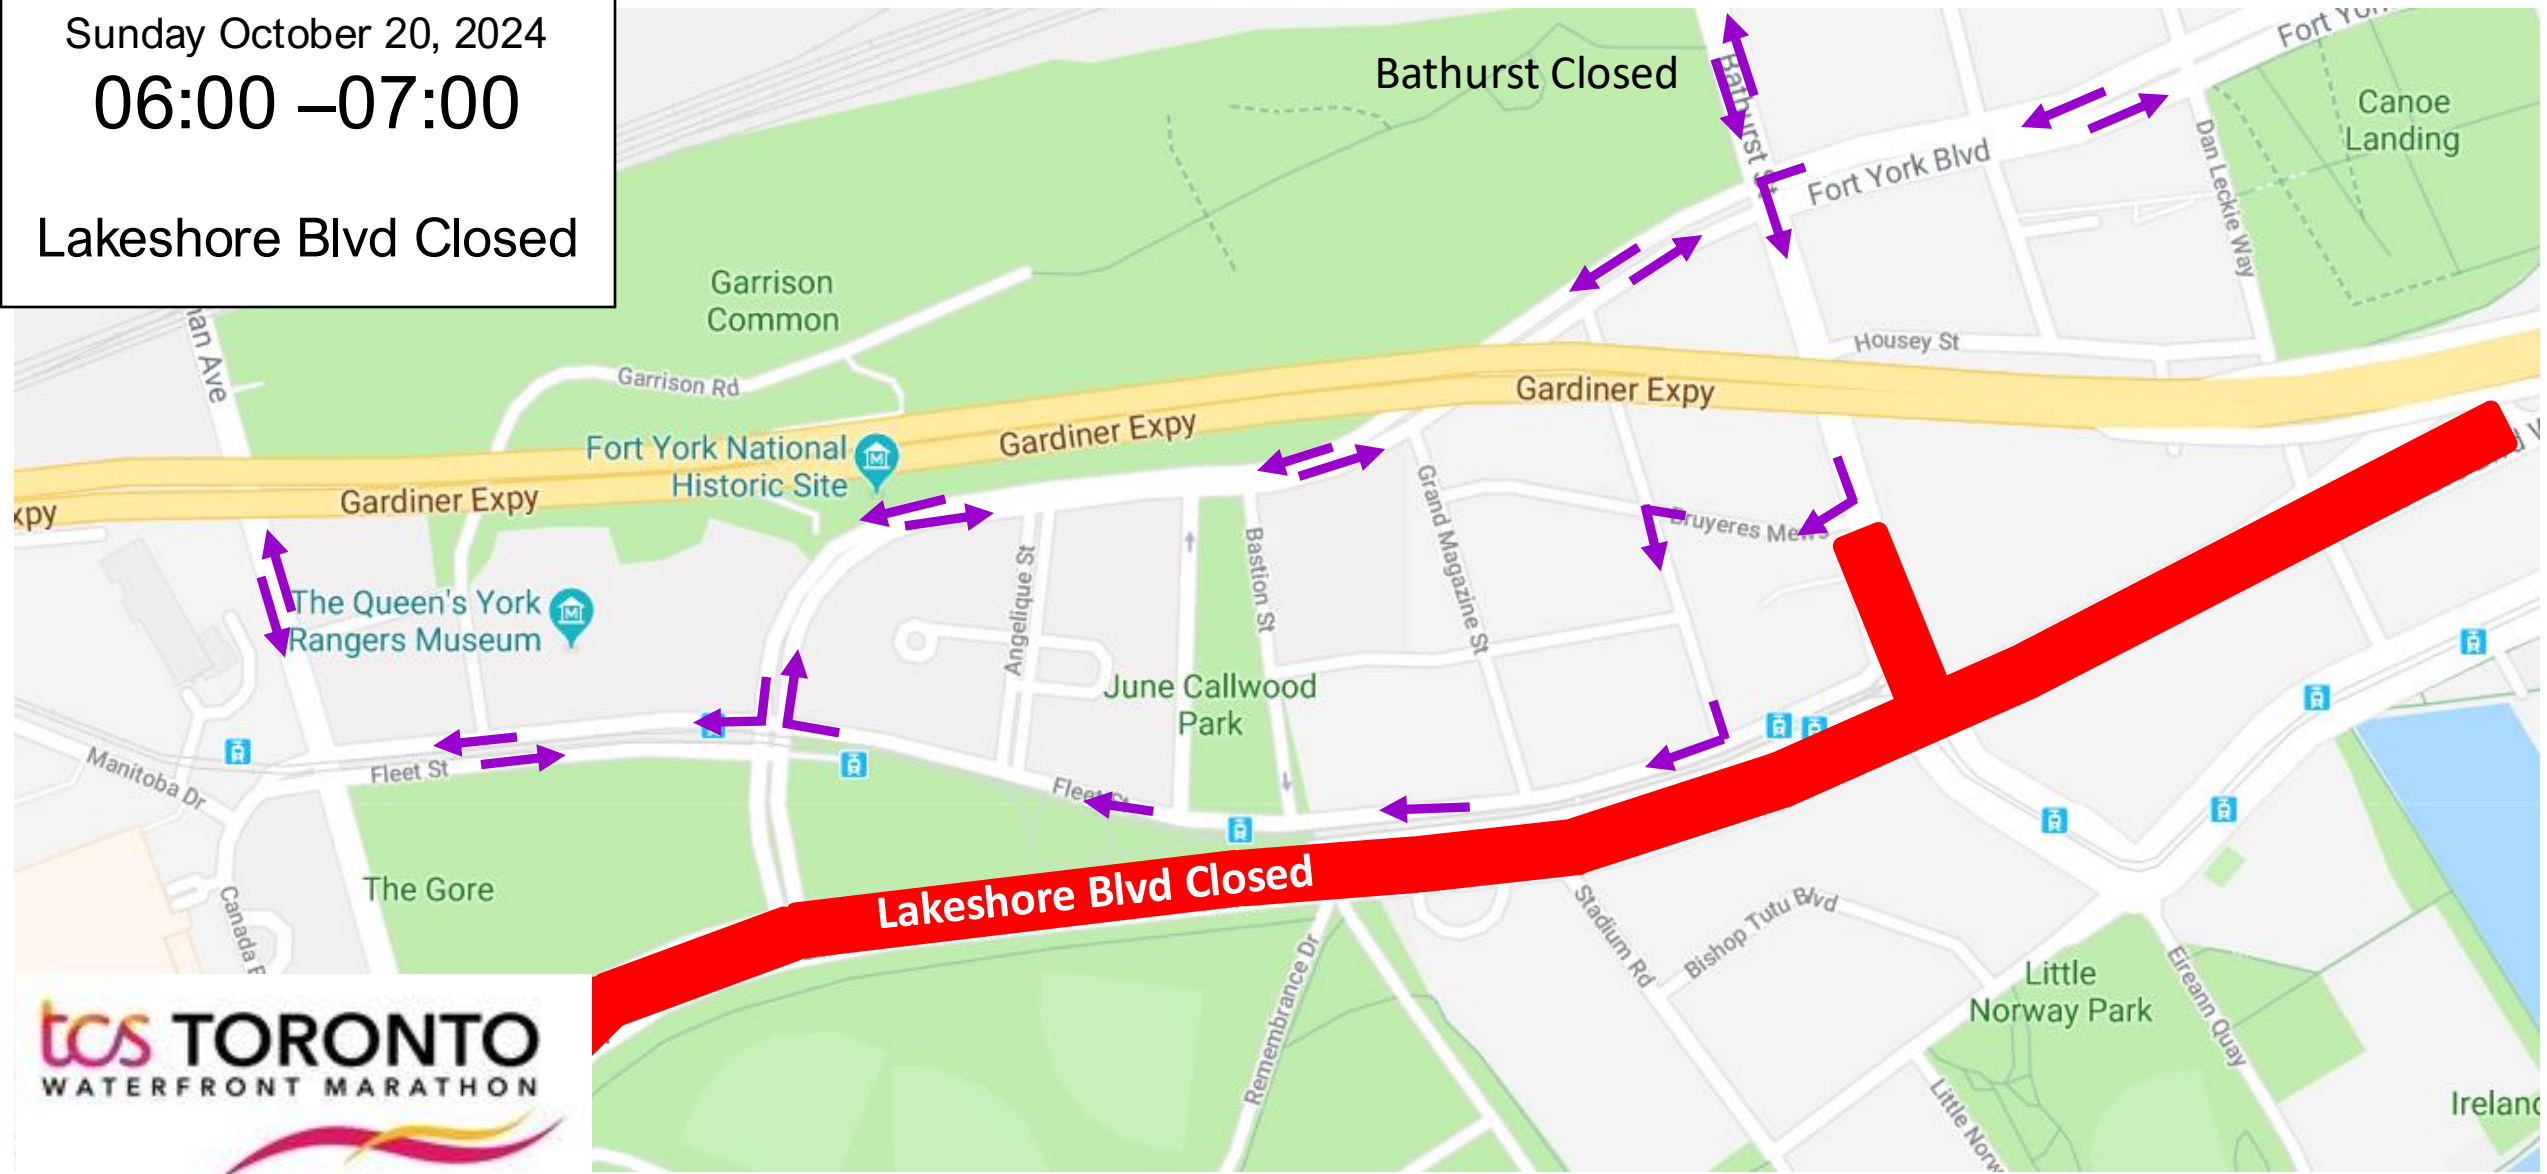 Sunday October 20, 2024
06:00 –07:00
Lakeshore Blvd Closed
Bathurst Closed
Bathurst St
Fort York Blvd
Canoe
Landing
Dan Leckie Way
Garrison
Common
Garrison Rd
Housey St
Gardiner Expy
Gardiner Expy
Gardiner Expy
Fort York National
Historic Site
The Queen's York
Rangers Museum
Angelique St
Bastion St
Grand Magazine St
Bruyeres Mews
June Callwood
Park
Manitoba Dr
Fleet St
Fleet St
The Gore
Lakeshore Blvd Closed
Stadium Rd
Bishop Tutu Blvd
Remembrance Dr
Little
Norway Park
Eireann Quay
tcs TORONTO
WATERFRONT MARATHON